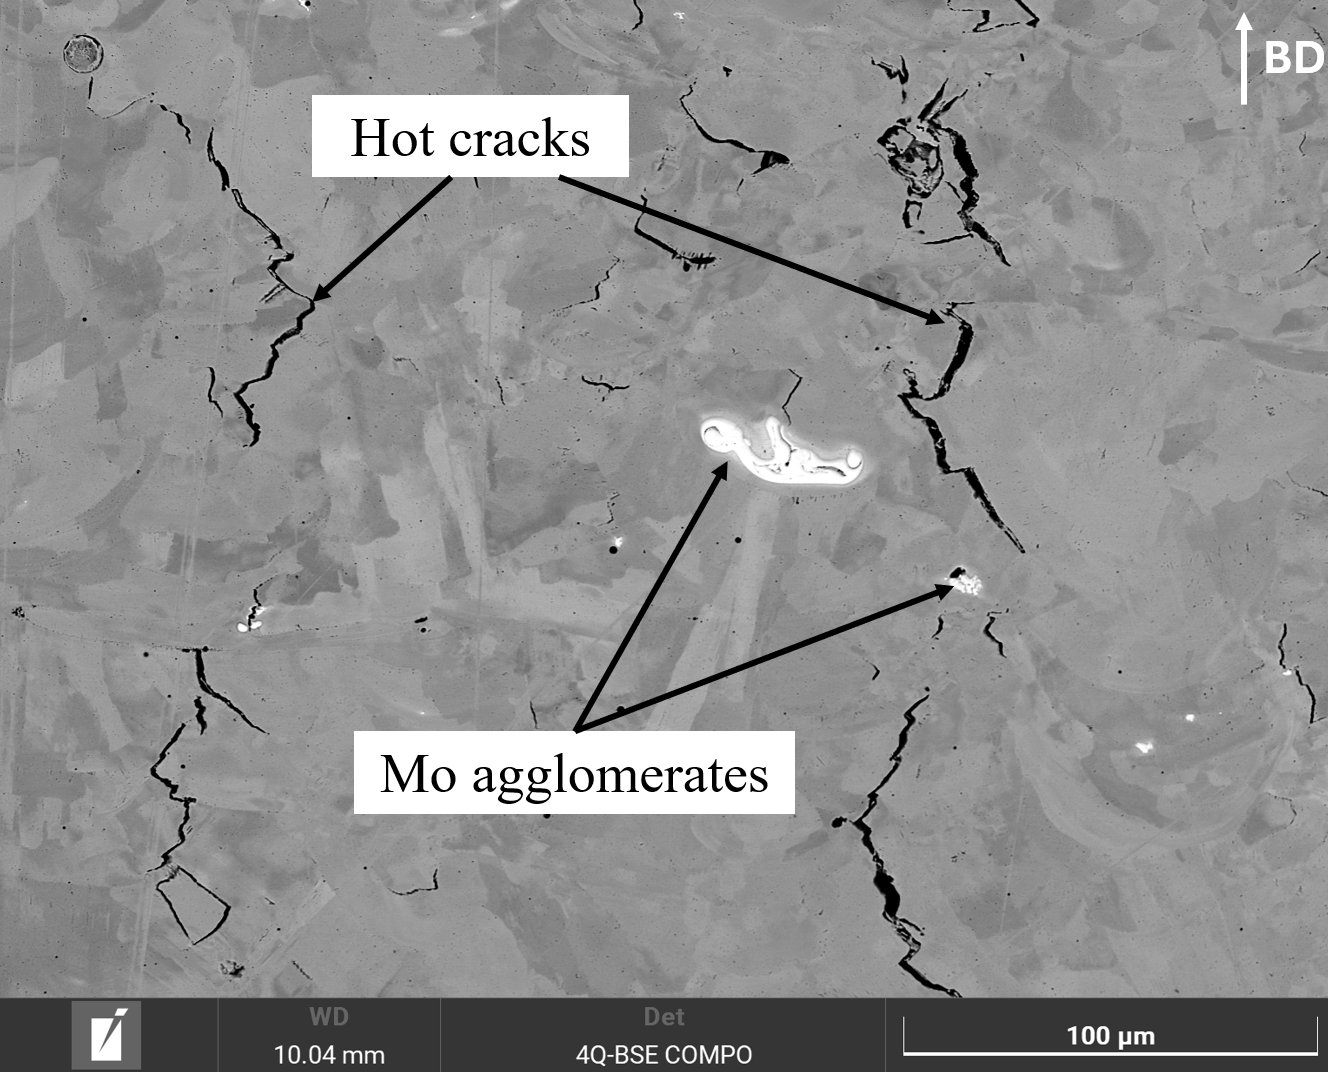 BD
Hot cracks
Mo agglomerates
WD
10.04 mm
Det
4Q-BSE COMPO
100 µm